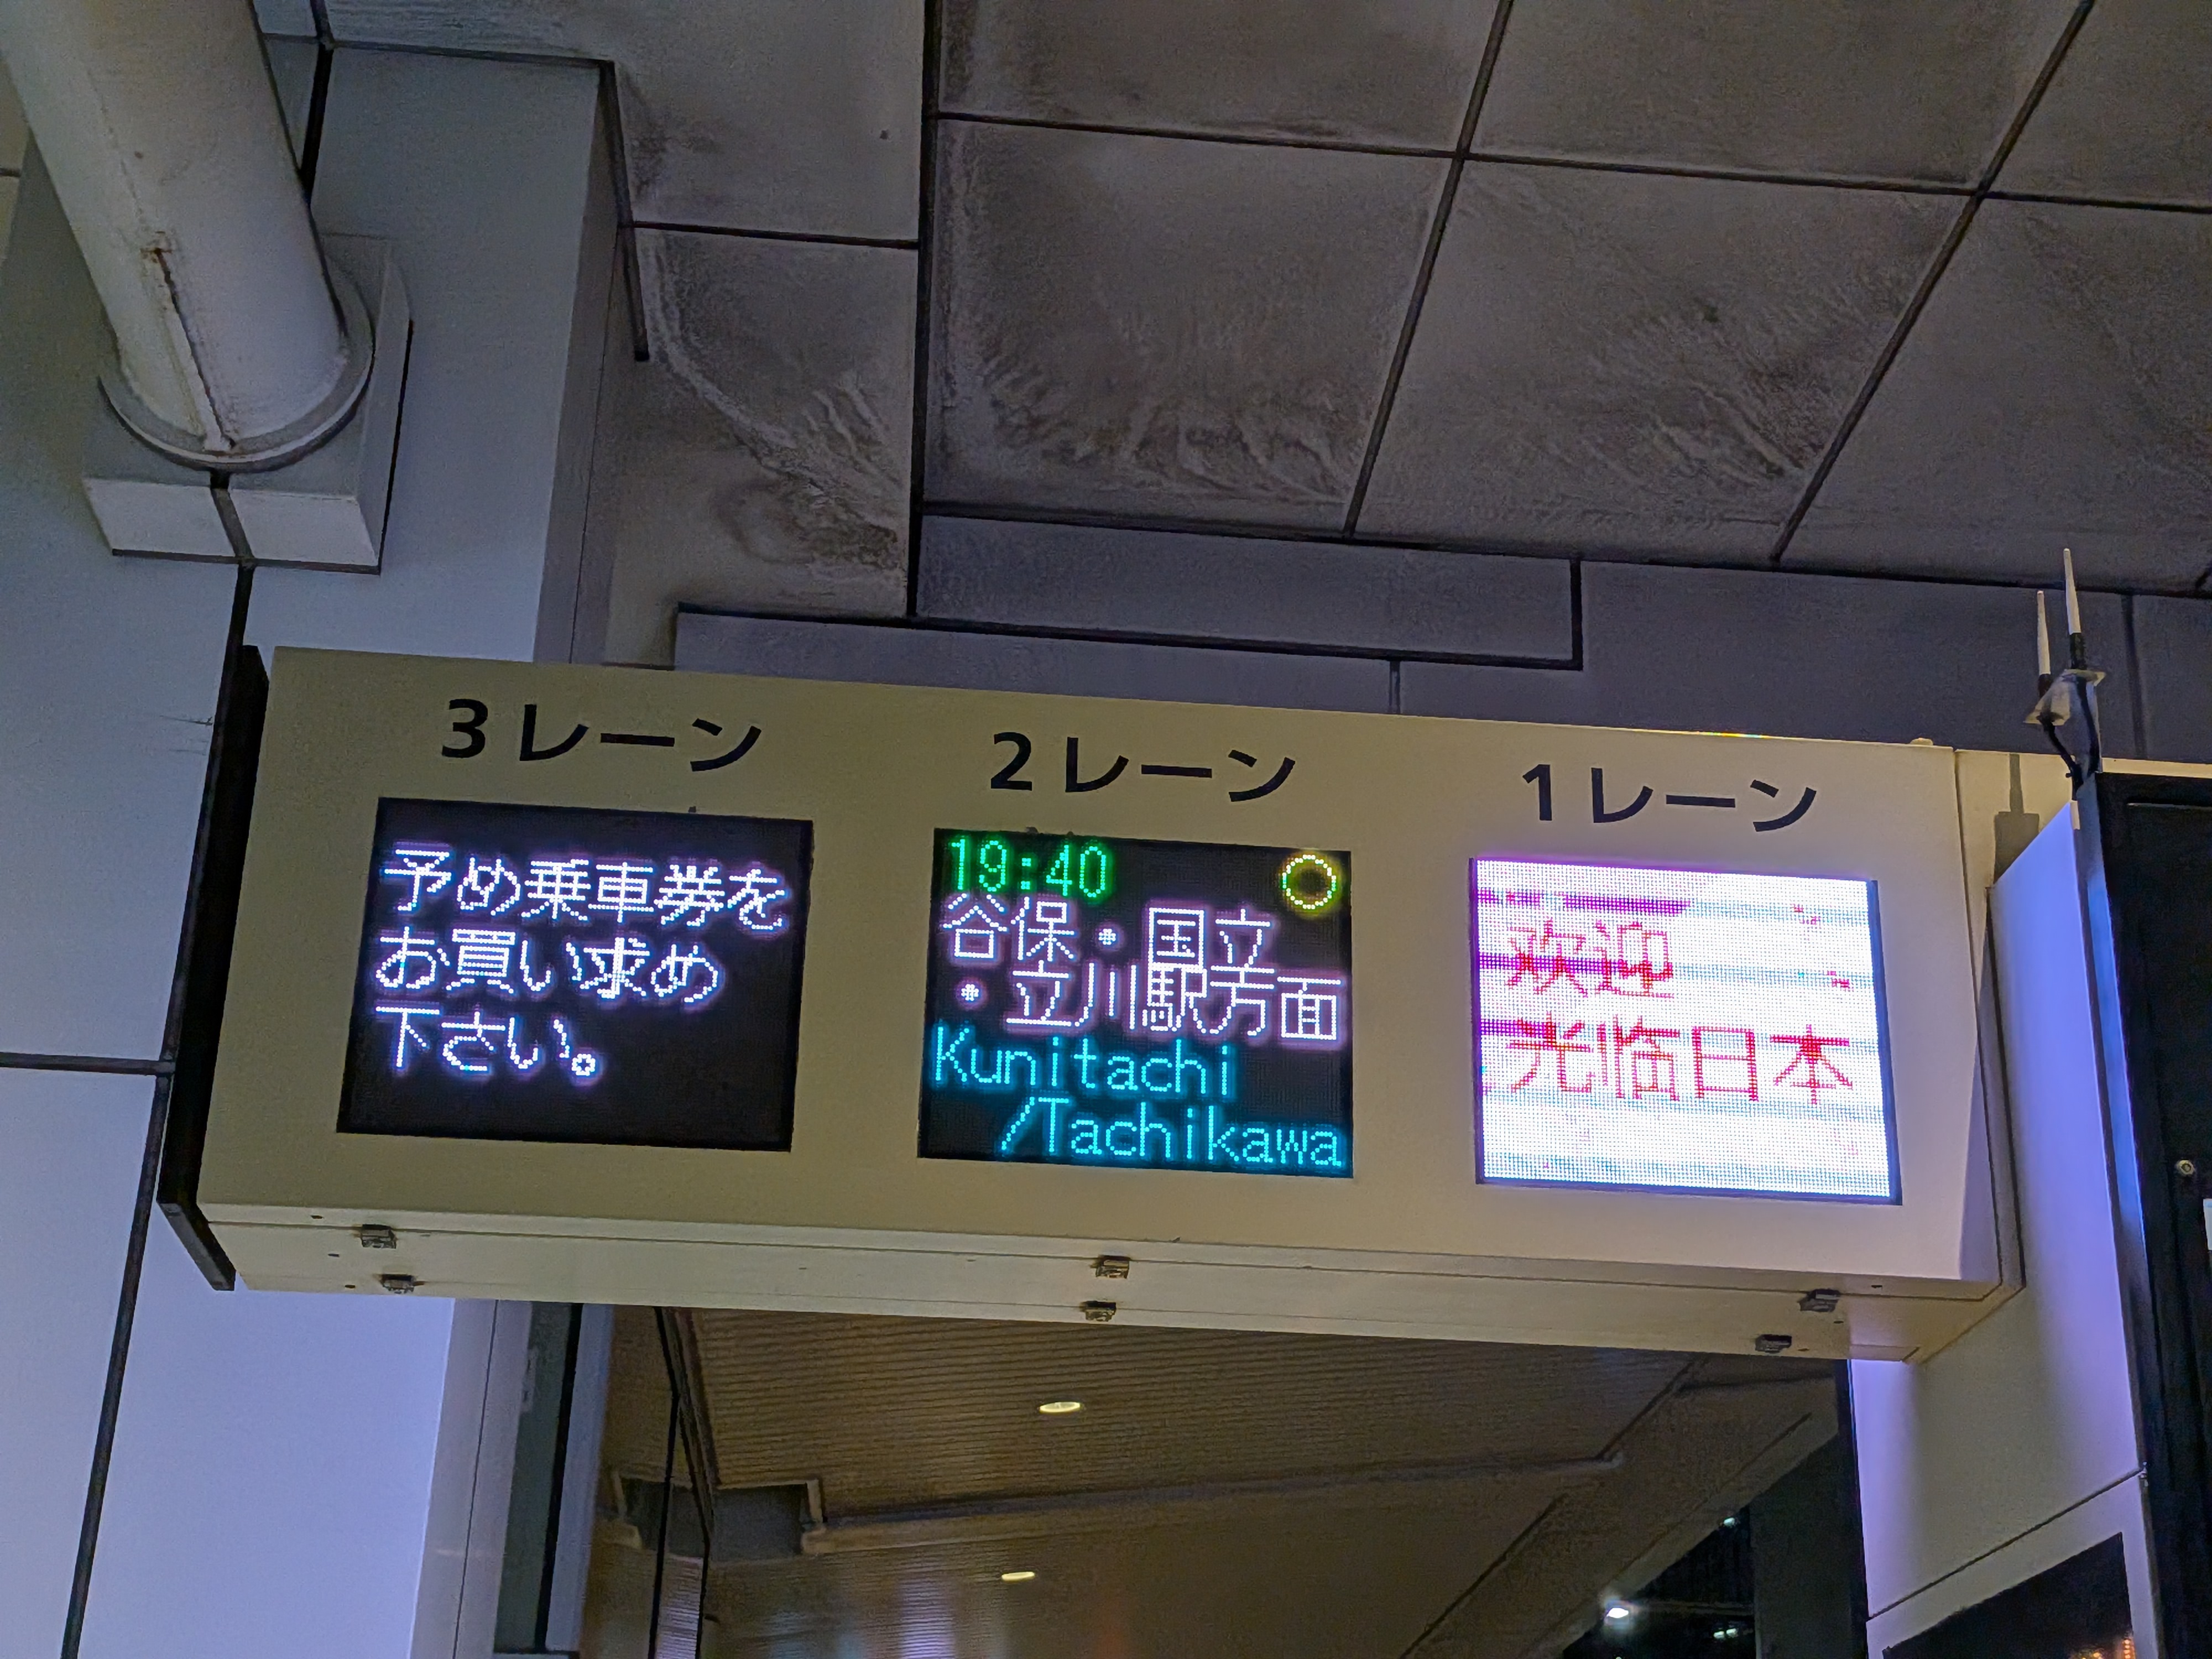 3レーン
予め乗車券を
お買い求め
下さい。
2レーン
19:40 ○
谷保・国立
・立川駅方面
Kunitachi
/Tachikawa
1レーン
欢迎
光临日本